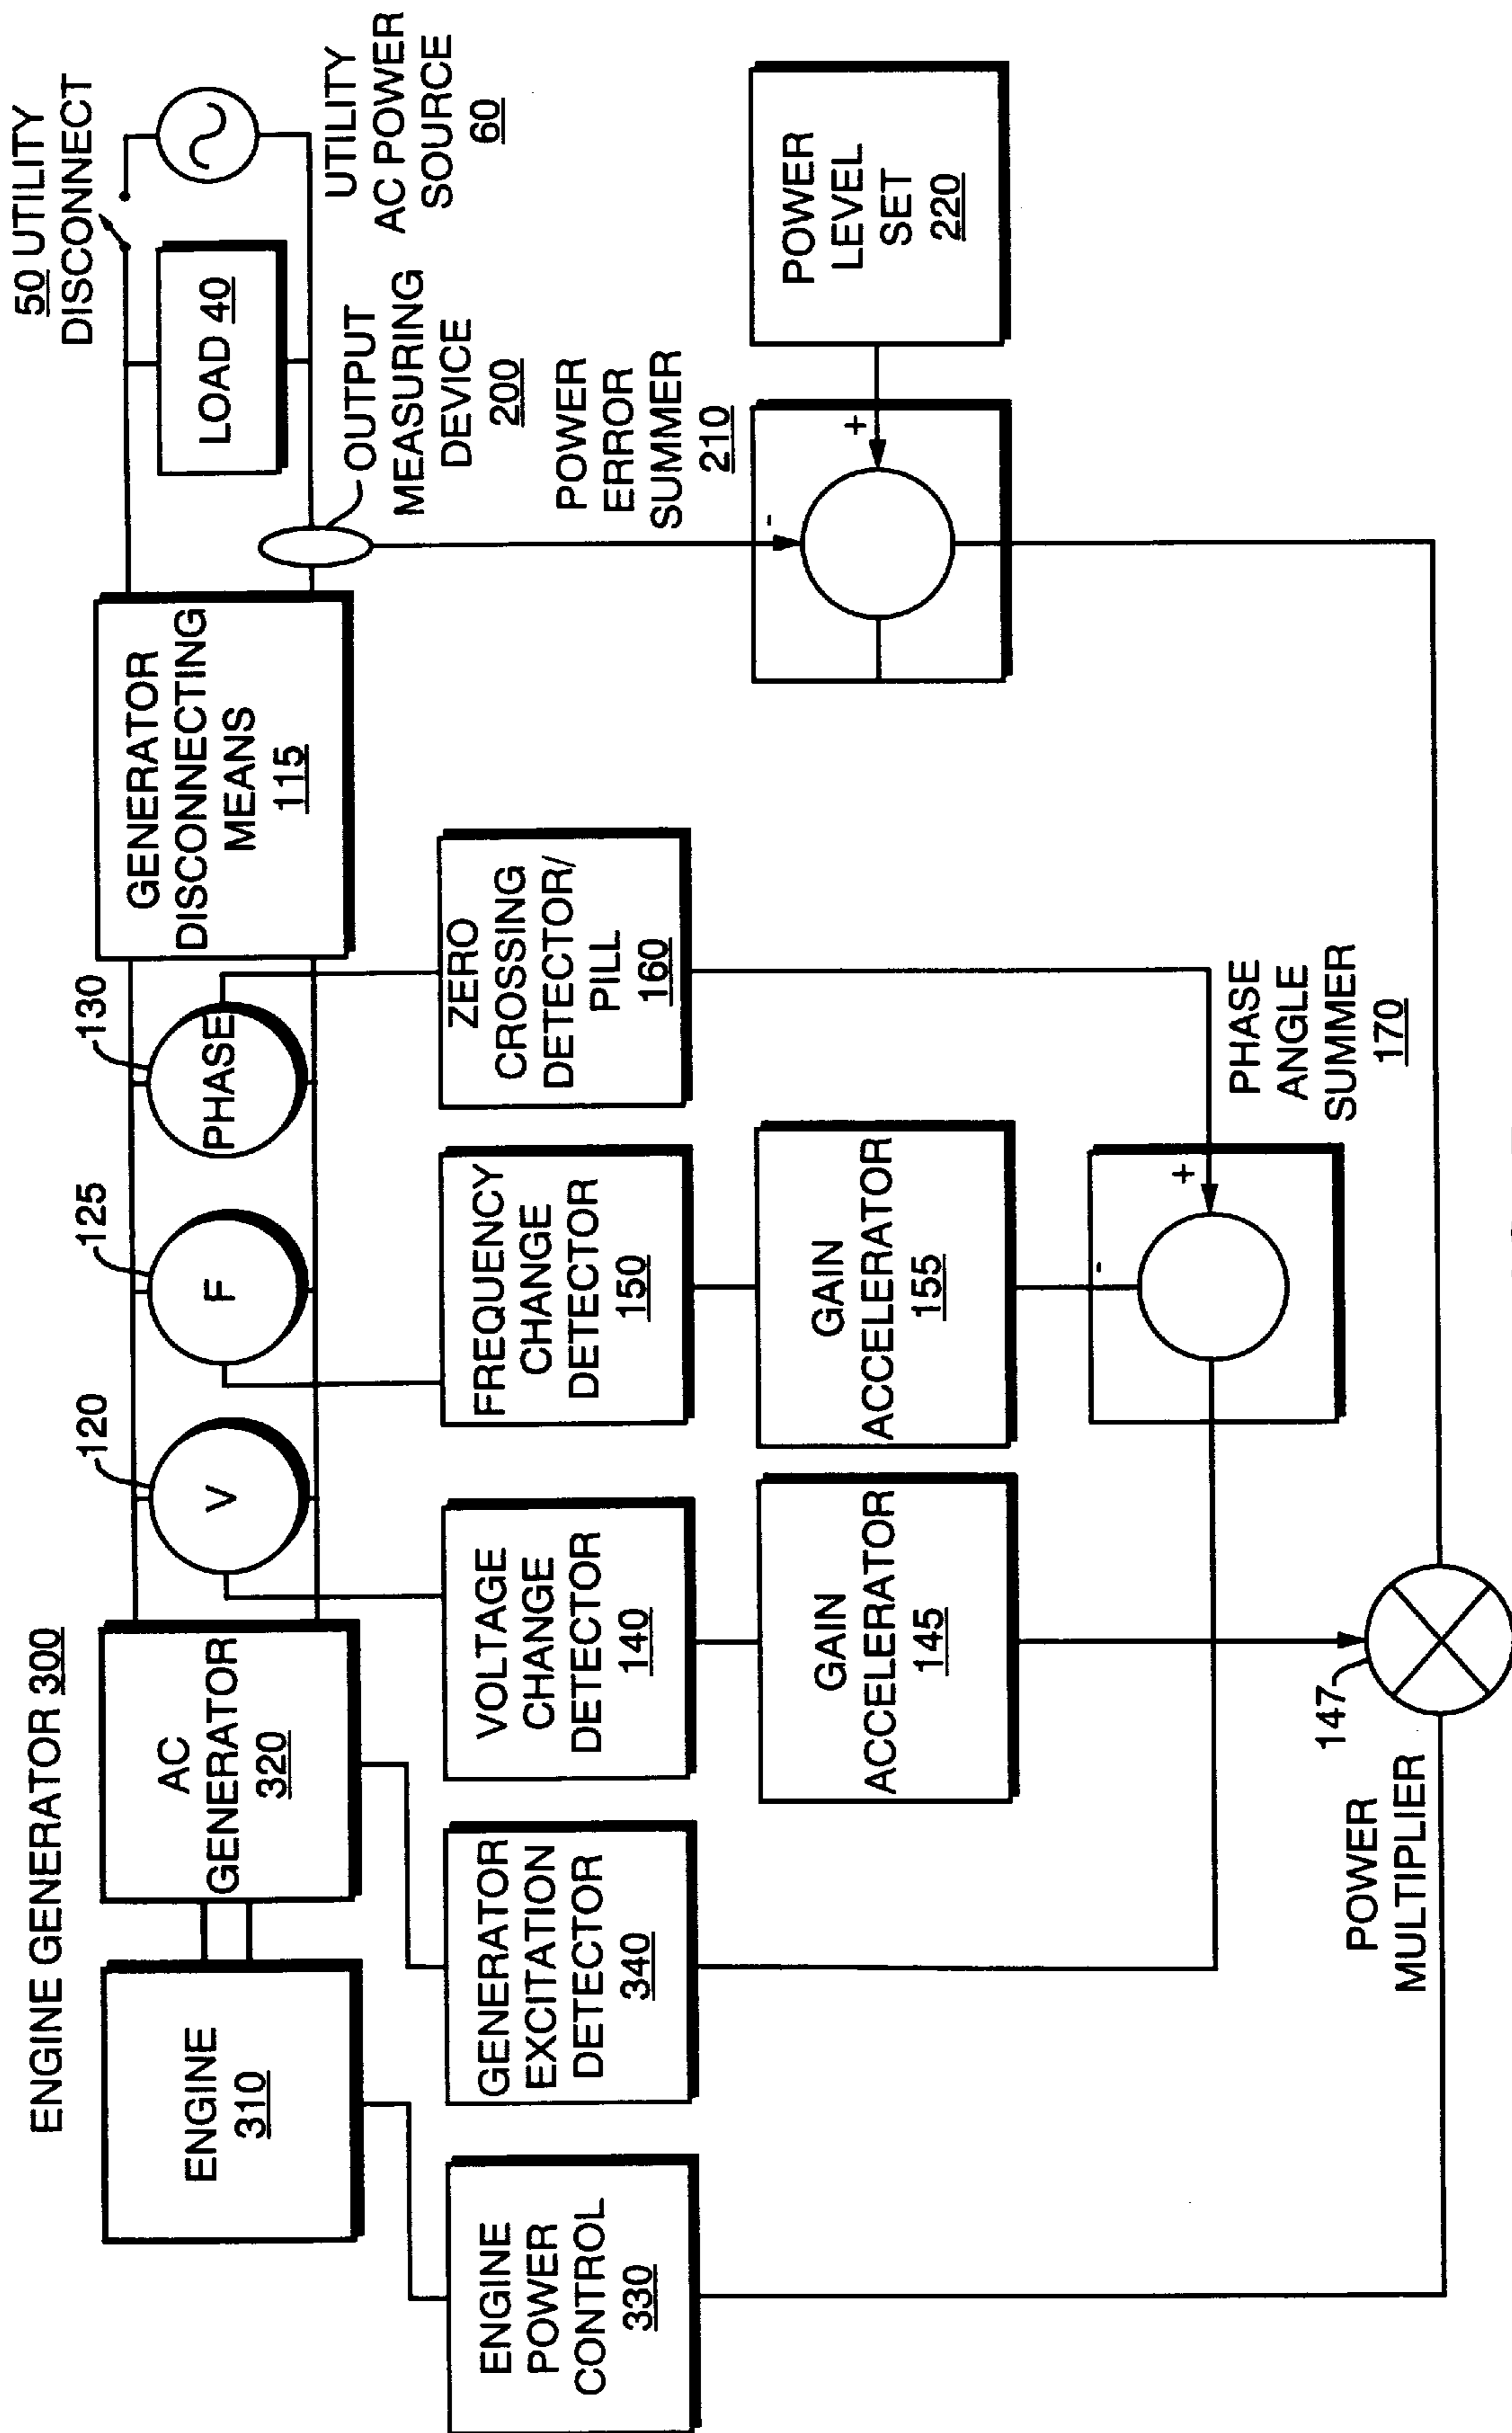 ENGINE GENERATOR 300
ENGINE
310
AC
GENERATOR
320
120
V
125
F
130
PHASE
GENERATOR
DISCONNECTING
MEANS
115
50 UTILITY
DISCONNECT
LOAD 40
UTILITY
AC POWER
SOURCE
60
OUTPUT
MEASURING
DEVICE
200
ENGINE
POWER
CONTROL
330
GENERATOR
EXCITATION
DETECTOR
340
VOLTAGE
CHANGE
DETECTOR
140
FREQUENCY
CHANGE
DETECTOR
150
ZERO
CROSSING
DETECTOR/
PILL
160
POWER
ERROR
SUMMER
210
-
+
POWER
LEVEL
SET
220
GAIN
ACCELERATOR
145
GAIN
ACCELERATOR
155
-
+
PHASE
ANGLE
SUMMER
170
POWER
MULTIPLIER
147